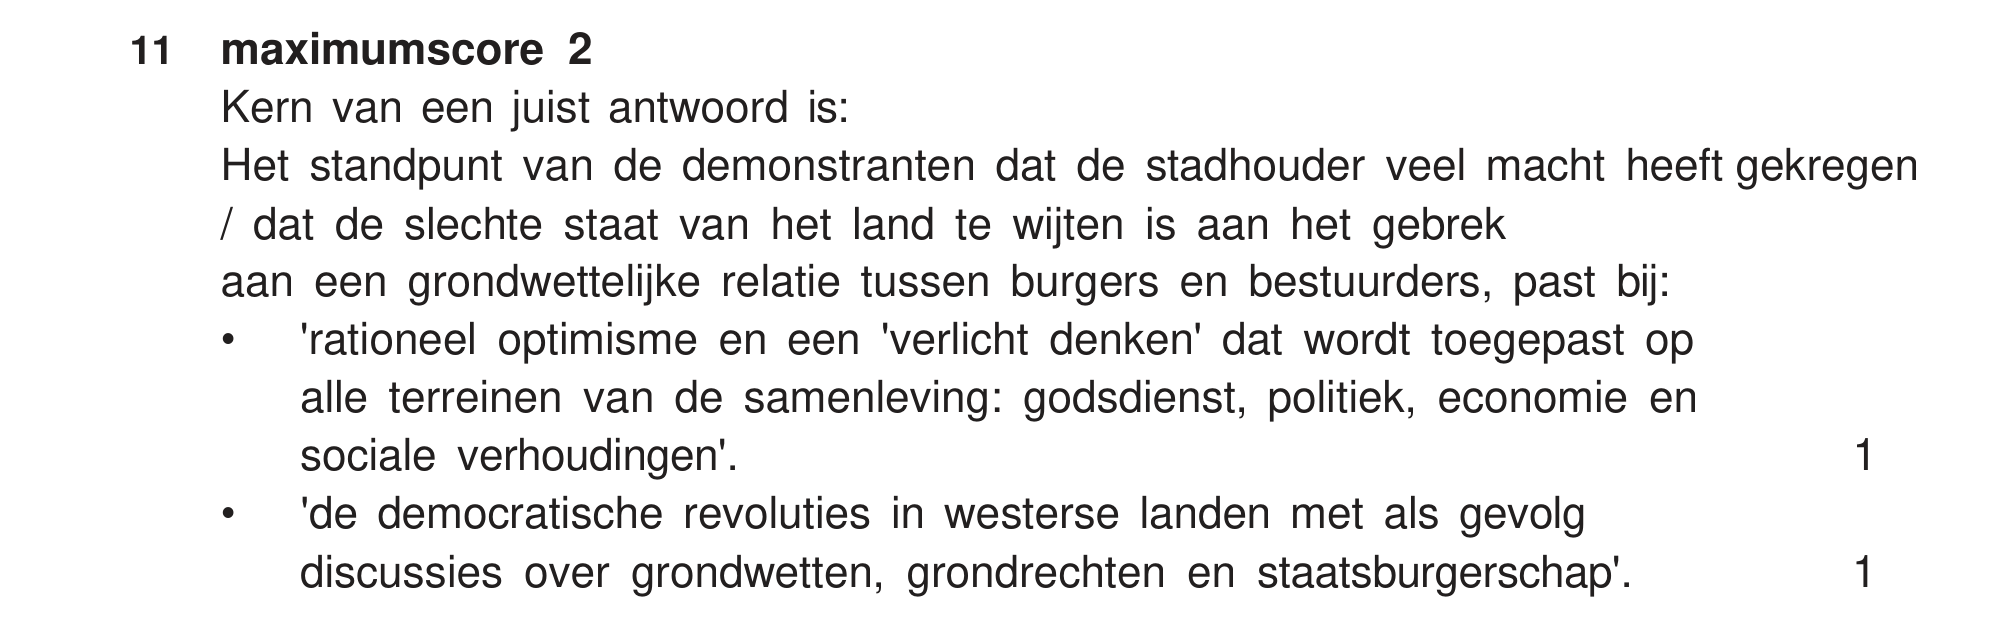 11 maximumscore 2
Kern van een juist antwoord is:
Het standpunt van de demonstranten dat de stadhouder veel macht heeft gekregen
/ dat de slechte staat van het land te wijten is aan het gebrek
aan een grondwettelijke relatie tussen burgers en bestuurders, past bij:
• 'rationeel optimisme en een 'verlicht denken' dat wordt toegepast op
alle terreinen van de samenleving: godsdienst, politiek, economie en
sociale verhoudingen'. 1
• 'de democratische revoluties in westerse landen met als gevolg
discussies over grondwetten, grondrechten en staatsburgerschap'. 1